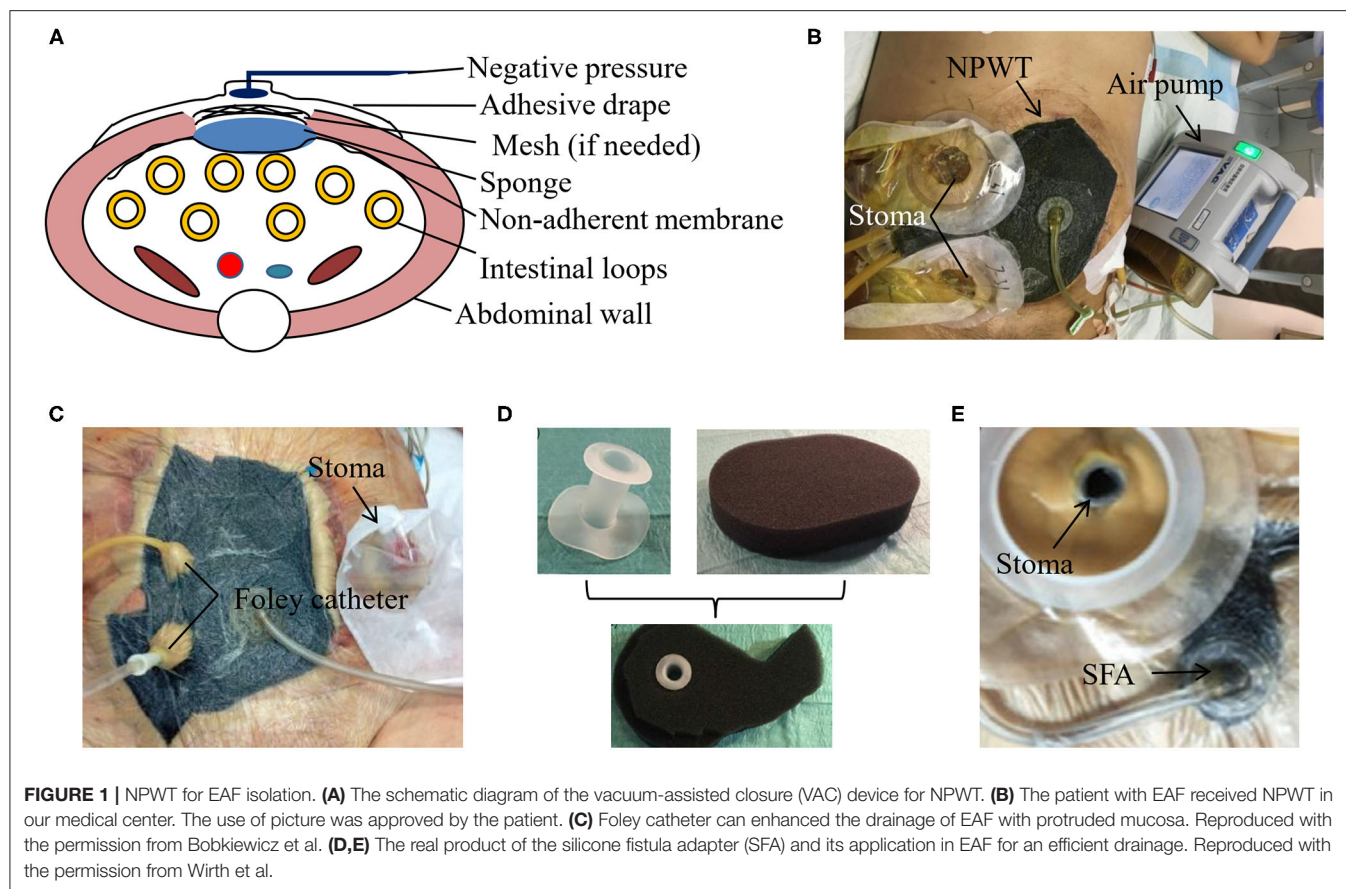 A
Negative pressure
Adhesive drape
Mesh (if needed)
Sponge
Non-adherent membrane
Intestinal loops
Abdominal wall
B
NPWT
Air pump
Stoma
C
Stoma
Foley catheter
D
E
Stoma
SFA
FIGURE 1 | NPWT for EAF isolation. (A) The schematic diagram of the vacuum-assisted closure (VAC) device for NPWT. (B) The patient with EAF received NPWT in
our medical center. The use of picture was approved by the patient. (C) Foley catheter can enhanced the drainage of EAF with protruded mucosa. Reproduced with
the permission from Bobkiewicz et al. (D,E) The real product of the silicone fistula adapter (SFA) and its application in EAF for an efficient drainage. Reproduced with
the permission from Wirth et al.